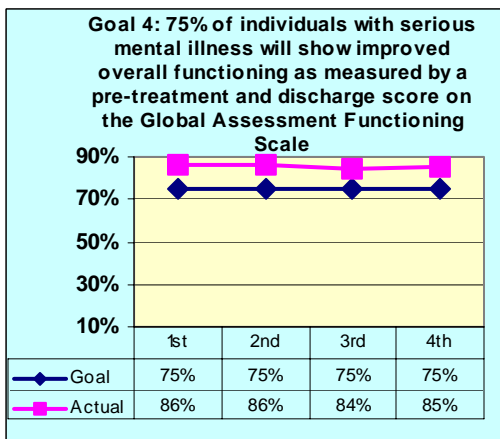 Goal 4: 75% of individuals with serious
mental illness will show improved
overall functioning as measured by a
pre-treatment and discharge score on
the Global Assessment Functioning
Scale
90%
70%
50%
30%
10%
1st 2nd 3rd 4th
Goal 75% 75% 75% 75%
Actual 86% 86% 84% 85%